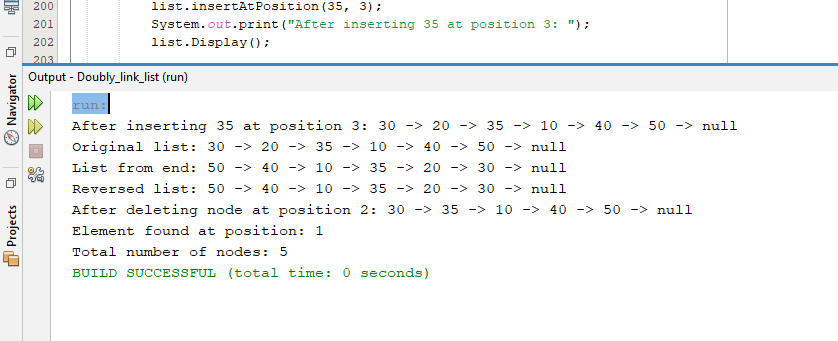 200 list.insertAtPosition(35, 3);
201 System.out.print("After inserting 35 at position 3: ");
202 list.Display();
203
Output - Doubly_link_list (run)
Navigator
Projects
run:
After inserting 35 at position 3: 30 -> 20 -> 35 -> 10 -> 40 -> 50 -> null
Original list: 30 -> 20 -> 35 -> 10 -> 40 -> 50 -> null
List from end: 50 -> 40 -> 10 -> 35 -> 20 -> 30 -> null
Reversed list: 50 -> 40 -> 10 -> 35 -> 20 -> 30 -> null
After deleting node at position 2: 30 -> 35 -> 10 -> 40 -> 50 -> null
Element found at position: 1
Total number of nodes: 5
BUILD SUCCESSFUL (total time: 0 seconds)